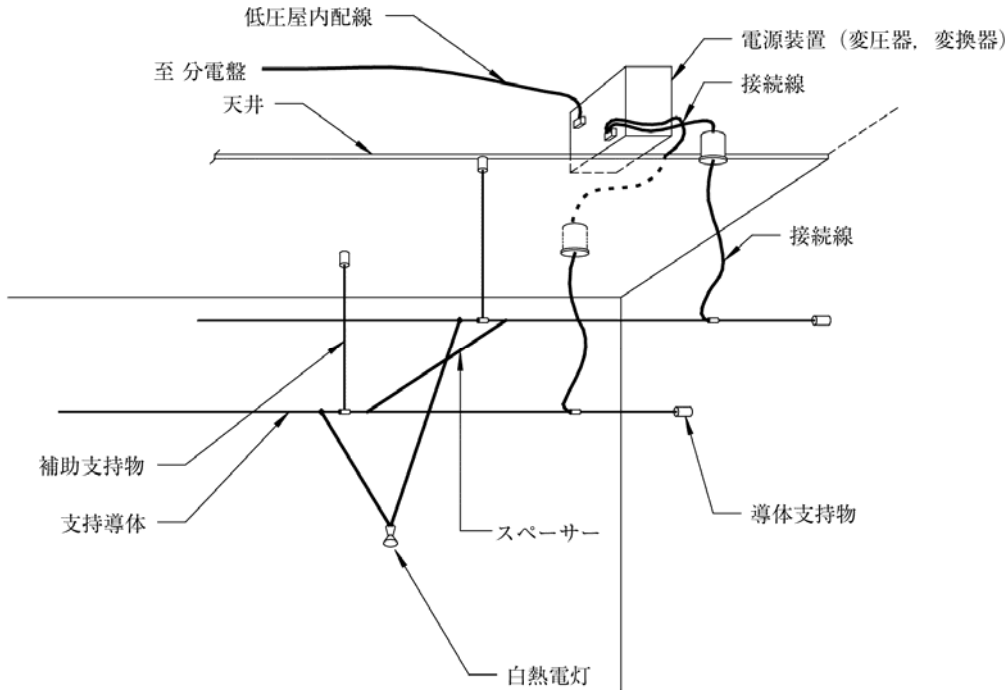 低圧屋内配線
電源装置（変圧器，変換器）
至 分電盤
接続線
天井
接続線
補助支持物
支持導体
スペーサー
導体支持物
白熱電灯